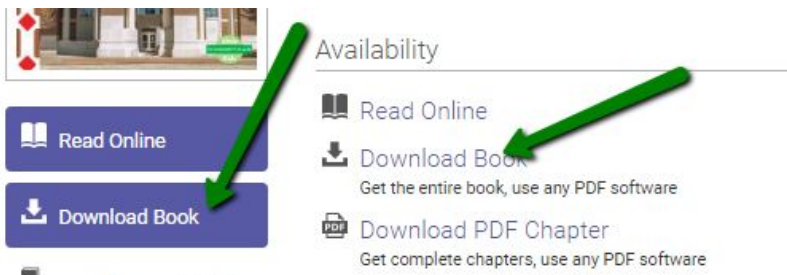 Read Online
Download Book
Availability
Read Online
Download Book
Get the entire book, use any PDF software
PDF
Download PDF Chapter
Get complete chapters, use any PDF software